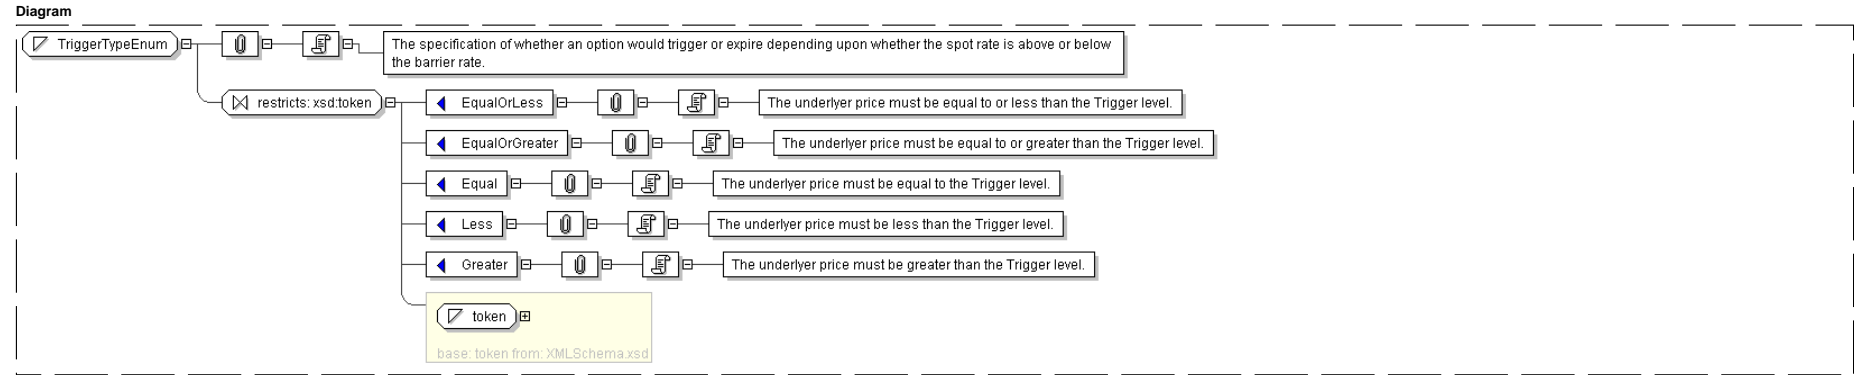 Diagram
TriggerTypeEnum
The specification of whether an option would trigger or expire depending upon whether the spot rate is above or below
the barrier rate.
restricts: xsd:token
EqualOrLess
The underlyer price must be equal to or less than the Trigger level.
EqualOrGreater
The underlyer price must be equal to or greater than the Trigger level.
Equal
The underlyer price must be equal to the Trigger level.
Less
The underlyer price must be less than the Trigger level.
Greater
The underlyer price must be greater than the Trigger level.
token
base: token from: XMLSchema.xsd